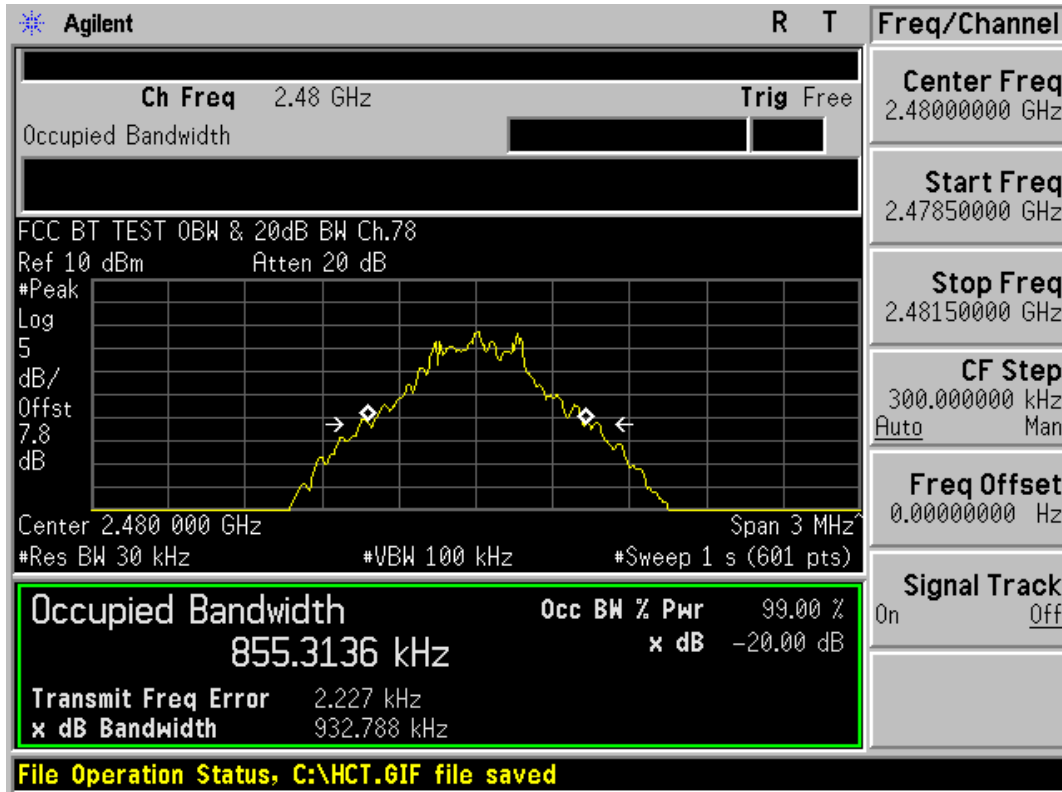 Agilent R T
Freq/Channel
Ch Freq 2.48 GHz Trig Free
Occupied Bandwidth
FCC BT TEST OBW & 20dB BW Ch.78
Ref 10 dBm Atten 20 dB
#Peak
Log
5
dB/
Offst
7.8
dB
Center 2.480 000 GHz Span 3 MHz^
#Res BW 30 kHz #VBW 100 kHz #Sweep 1 s (601 pts)
Occupied Bandwidth
855.3136 kHz
Occ BW % Pwr 99.00 %
x dB -20.00 dB
Transmit Freq Error 2.227 kHz
x dB Bandwidth 932.788 kHz
Center Freq
2.48000000 GHz
Start Freq
2.47850000 GHz
Stop Freq
2.48150000 GHz
CF Step
300.000000 kHz
Auto Man
Freq Offset
0.00000000 Hz
Signal Track
On Off
File Operation Status, C:\HCT.GIF file saved